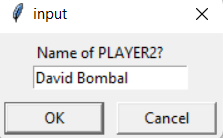 input
Name of PLAYER2?
David Bombal
OK
Cancel